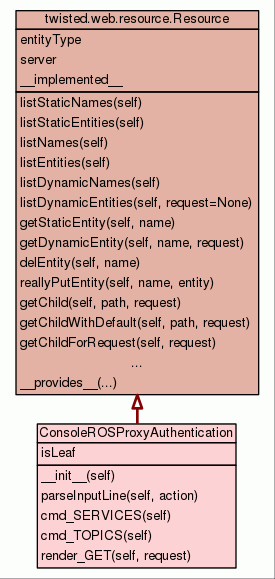 twisted.web.resource.Resource
entityType
server
__implemented__
listStaticNames(self)
listStaticEntities(self)
listNames(self)
listEntities(self)
listDynamicNames(self)
listDynamicEntities(self, request=None)
getStaticEntity(self, name)
getDynamicEntity(self, name, request)
delEntity(self, name)
reallyPutEntity(self, name, entity)
getChild(self, path, request)
getChildWithDefault(self, path, request)
getChildForRequest(self, request)
...
__provides__(...)
ConsoleROSProxyAuthentication
isLeaf
__init__(self)
parseInputLine(self, action)
cmd_SERVICES(self)
cmd_TOPICS(self)
render_GET(self, request)